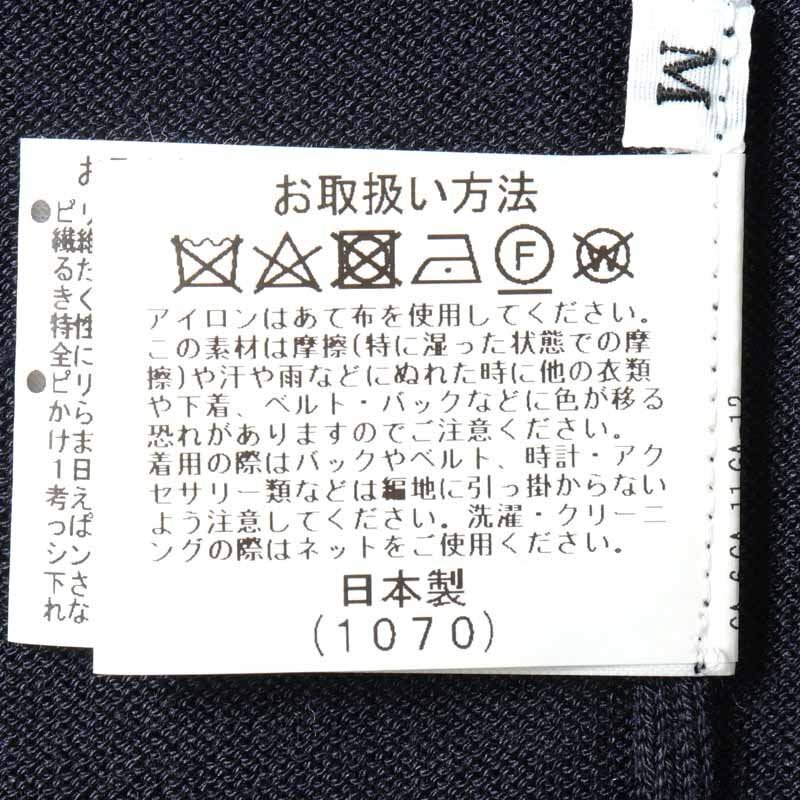 M
お取扱い方法
F
W
アイロンはあて布を使用してください。
この素材は摩擦(特に湿った状態での摩
擦)や汗や雨などにぬれた時に他の衣類
や下着、ベルト・バックなどに色が移る
恐れがありますのでご注意ください。
着用の際はバックやベルト、時計・アク
セサリー類などは編地に引っ掛からない
よう注意してください。洗濯・クリーニ
ングの際はネットをご使用ください。
日本製
(1070)